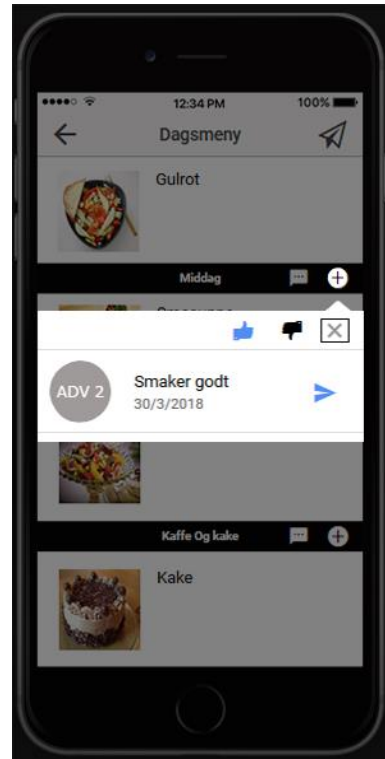 12:34 PM 100%
Dagsmeny
Gulrot
Middag
ADV 2
Smaker godt
30/3/2018
Kaffe Og kake
Kake